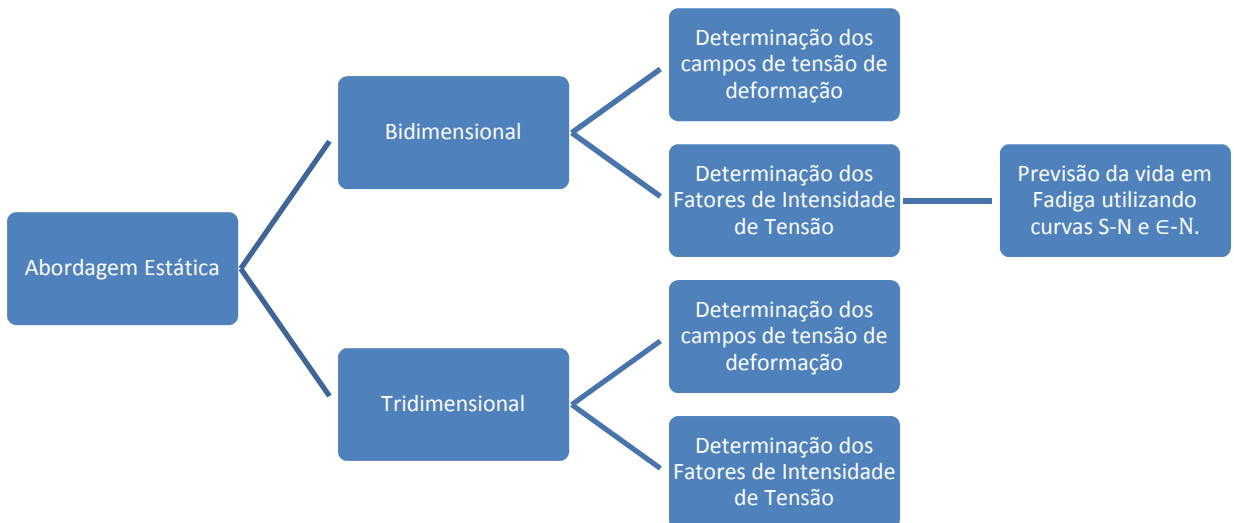 Abordagem Estática
Bidimensional
Determinação dos
campos de tensão de
deformação
Determinação dos
Fatores de Intensidade
de Tensão
Previsão da vida em
Fadiga utilizando
curvas S-N e ∈-N.
Tridimensional
Determinação dos
campos de tensão de
deformação
Determinação dos
Fatores de Intensidade
de Tensão